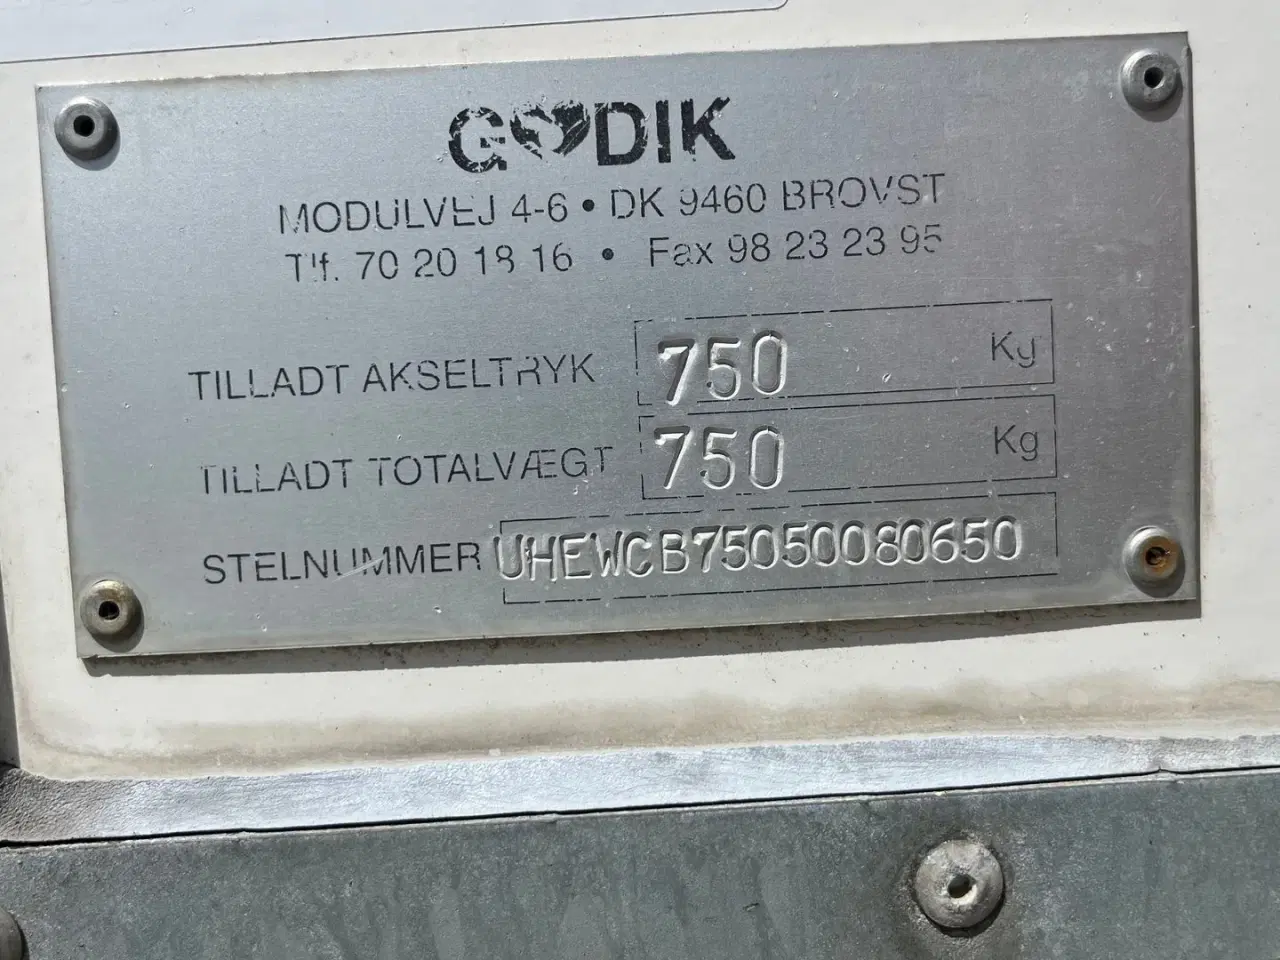 GODIK
MODULVEJ 4-6 • DK 9460 BROVST
Tlf. 70 20 18 16 • Fax 98 23 23 95
TILLADT AKSELTRYK 750 Kg
TILLADT TOTALVÆGT 750 Kg
STELNUMMER UHEWCB75050080650